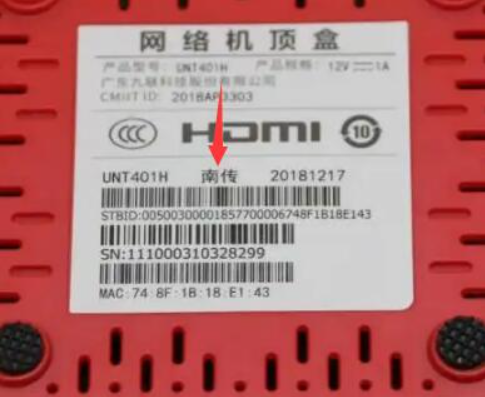 网络机顶盒
产品型号: UNT401H 产品规格: 12V⎓1A
广东九联科技股份有限公司
CMIIT ID: 2018AP3303
CCC HDMI 10
UNT401H 南传 20181217
STBID:00500300001857700006748F1B18E143
SN:111000310328299
MAC:74:8F:1B:18:E1:43